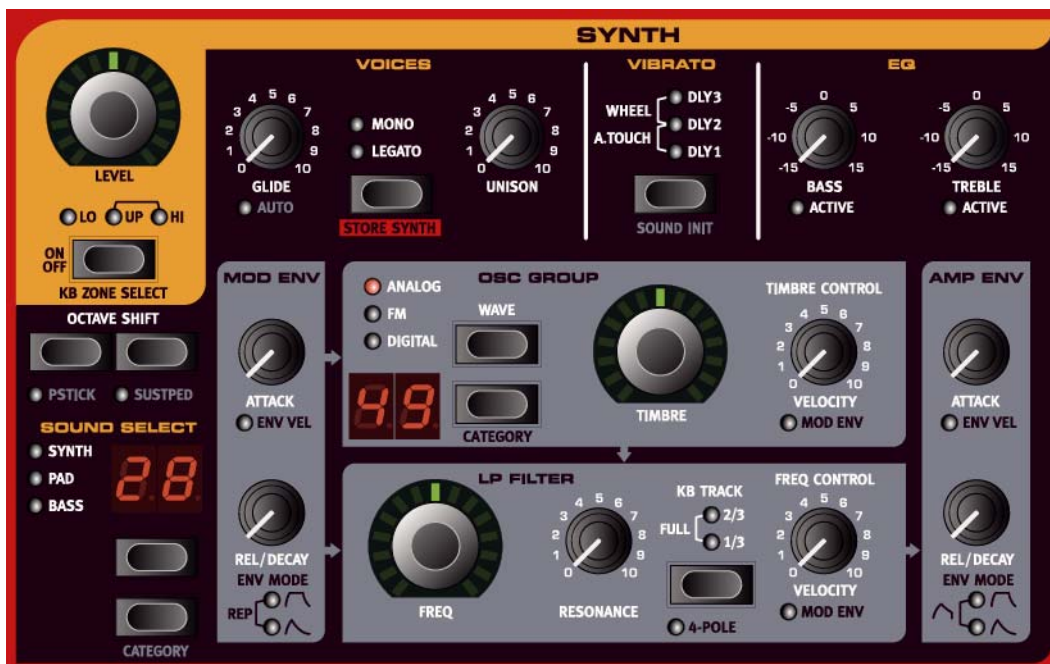 SYNTH
LEVEL
LO UP HI
ON
OFF
KB ZONE SELECT
OCTAVE SHIFT
PSTICK SUSTPED
SOUND SELECT
SYNTH
PAD
BASS
28
CATEGORY
VOICES
0 1 2 3 4 5 6 7 8 9 10
GLIDE
AUTO
MONO
LEGATO
STORE SYNTH
0 1 2 3 4 5 6 7 8 9 10
UNISON
VIBRATO
WHEEL
A.TOUCH
DLY3
DLY2
DLY1
SOUND INIT
EQ
-15 -10 -5 0 5 10 15
BASS
ACTIVE
-15 -10 -5 0 5 10 15
TREBLE
ACTIVE
MOD ENV
ATTACK
ENV VEL
REL/DECAY
ENV MODE
REP
OSC GROUP
ANALOG
FM
DIGITAL
WAVE
49
CATEGORY
TIMBRE
TIMBRE CONTROL
0 1 2 3 4 5 6 7 8 9 10
VELOCITY
MOD ENV
LP FILTER
FREQ
0 1 2 3 4 5 6 7 8 9 10
RESONANCE
KB TRACK
FULL
2/3
1/3
4-POLE
FREQ CONTROL
0 1 2 3 4 5 6 7 8 9 10
VELOCITY
MOD ENV
AMP ENV
ATTACK
ENV VEL
REL/DECAY
ENV MODE